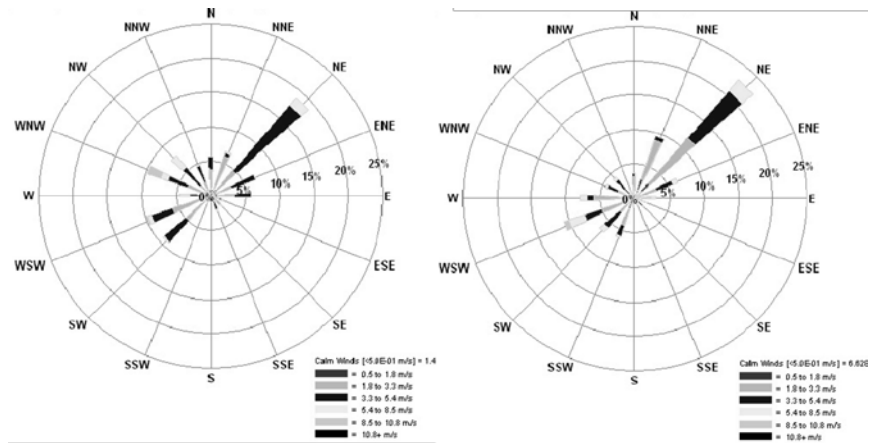 N
NNE
NE
ENE
E
ESE
SE
SSE
S
SSW
SW
WSW
W
WNW
NW
NNW
0%
5%
10%
15%
20%
25%
Calm Winds [<5.0E-01 m/s] = 1.4
= 0.5 to 1.8 m/s
= 1.8 to 3.3 m/s
= 3.3 to 5.4 m/s
= 5.4 to 8.5 m/s
= 8.5 to 10.8 m/s
= 10.8+ m/s
N
NNE
NE
ENE
E
ESE
SE
SSE
S
SSW
SW
WSW
W
WNW
NW
NNW
0%
5%
10%
15%
20%
25%
Calm Winds [<5.0E-01 m/s] = 6.628
= 0.5 to 1.8 m/s
= 1.8 to 3.3 m/s
= 3.3 to 5.4 m/s
= 5.4 to 8.5 m/s
= 8.5 to 10.8 m/s
= 10.8+ m/s